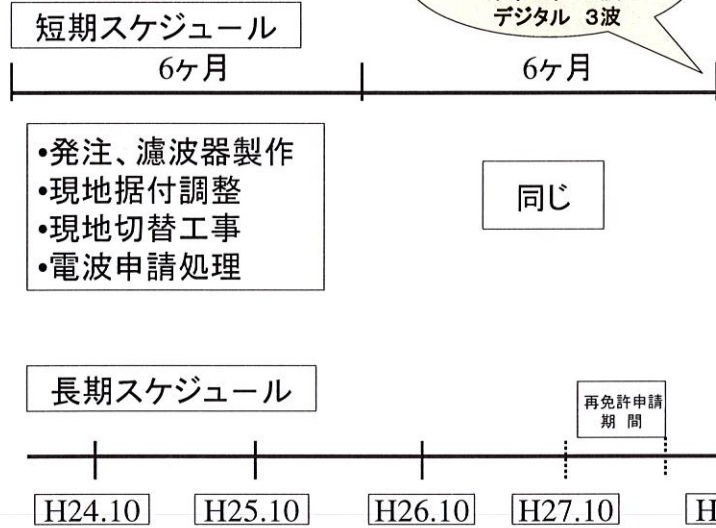 デジタル 3波
短期スケジュール
6ケ月
6ケ月
•発注、濾波器製作
•現地据付調整
•現地切替工事
•電波申請処理
同じ
長期スケジュール
再免許申請
期 間
H24.10
H25.10
H26.10
H27.10
H